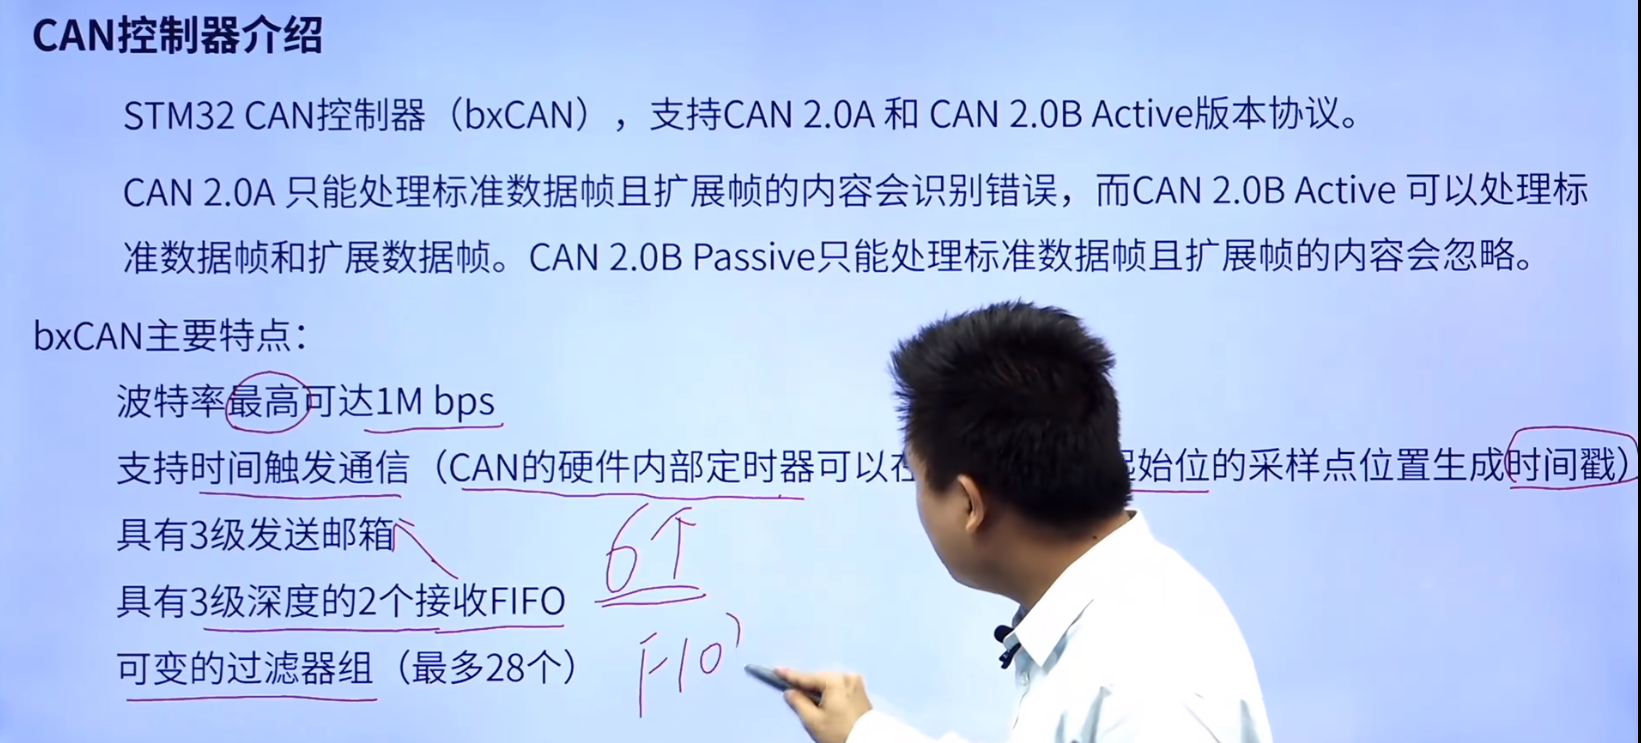 CAN控制器介绍
STM32 CAN控制器（bxCAN），支持CAN 2.0A 和 CAN 2.0B Active版本协议。
CAN 2.0A 只能处理标准数据帧且扩展帧的内容会识别错误，而CAN 2.0B Active 可以处理标
准数据帧和扩展数据帧。CAN 2.0B Passive只能处理标准数据帧且扩展帧的内容会忽略。
bxCAN主要特点：
波特率最高可达1M bps
支持时间触发通信（CAN的硬件内部定时器可以在 始位的采样点位置生成时间戳）
具有3级发送邮箱
6个
具有3级深度的2个接收FIFO
F10
可变的过滤器组（最多28个）